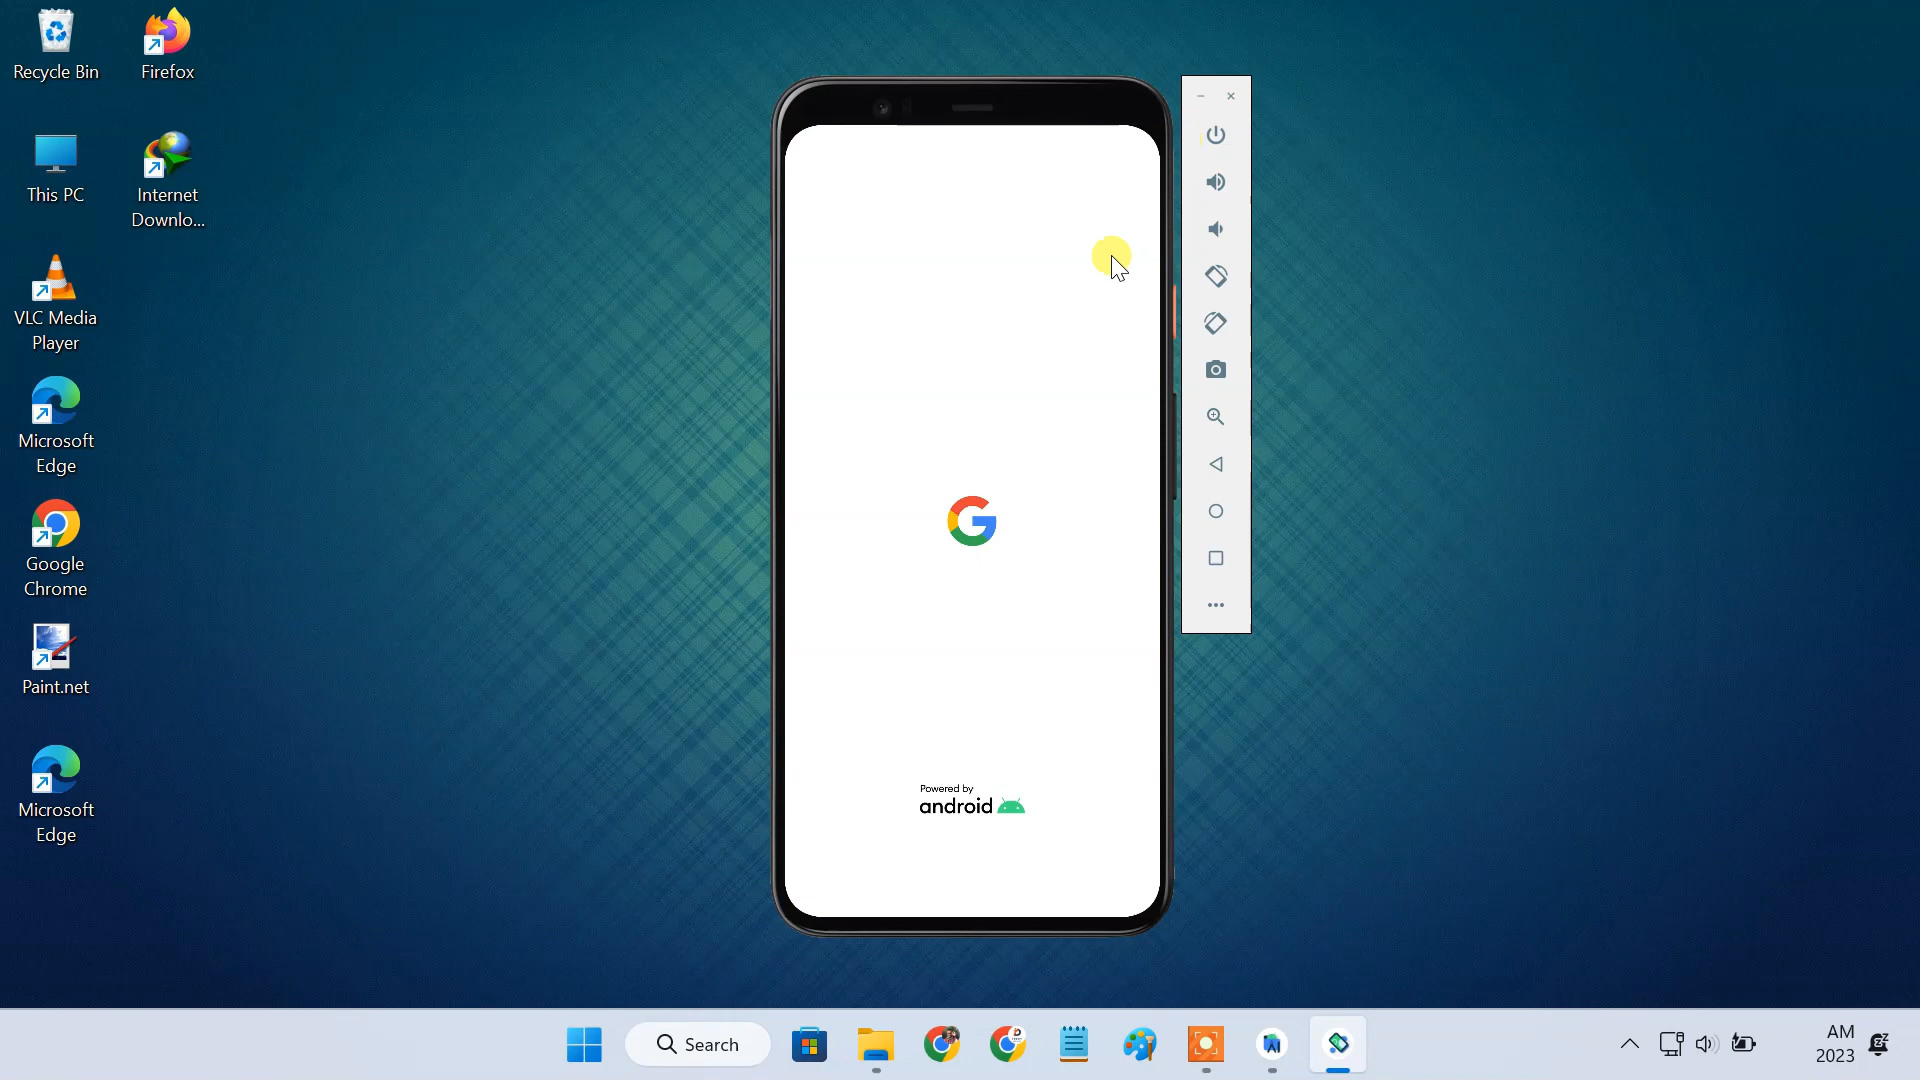 Recycle Bin
Firefox
This PC
Internet
Downlo...
VLC Media
Player
Microsoft
Edge
Google
Chrome
Paint.net
Microsoft
Edge
Powered by
android
Search
AM
2023